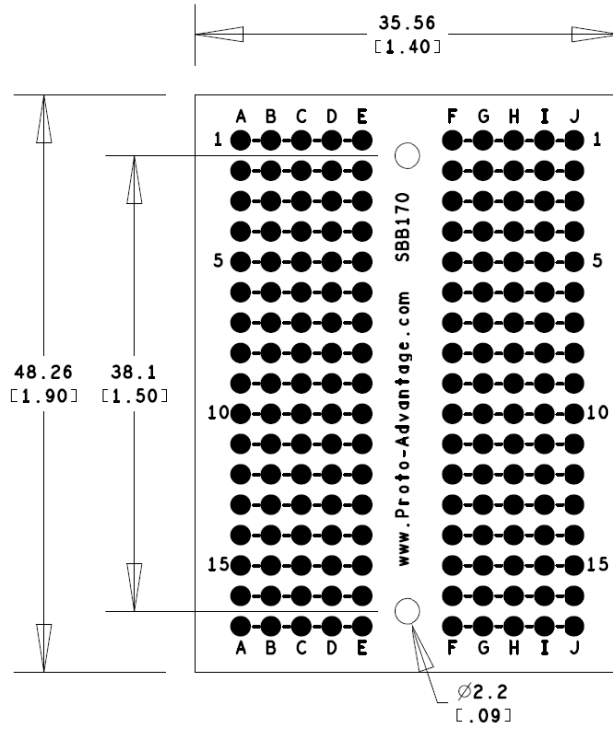 35.56
[1.40]
A B C D E F G H I J
1 1
5 5
48.26
[1.90]
38.1
[1.50]
SBB170
www.Proto-Advantage.com
10 10
15 15
A B C D E F G H I J
Ø2.2
[.09]